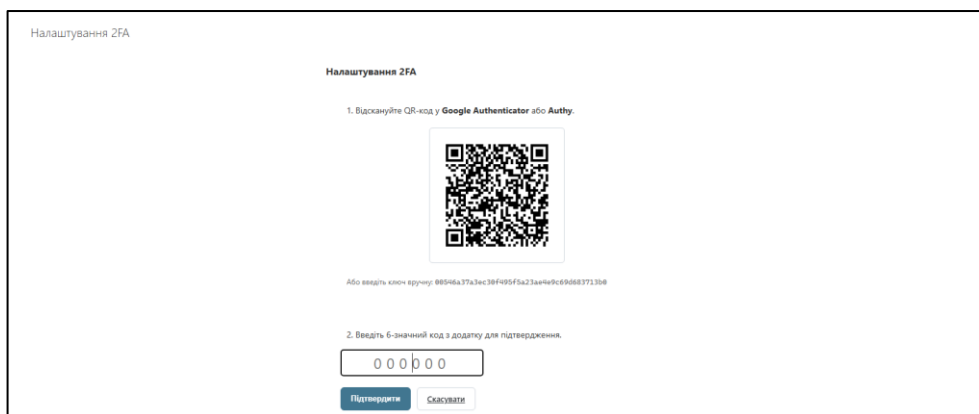 Налаштування 2FA
Налаштування 2FA
1. Відскануйте QR-код у Google Authenticator або Authy.
Або введіть ключ вручну:
2. Введіть 6-значний код з додатку для підтвердження.
000000
Підтвердити Скасувати